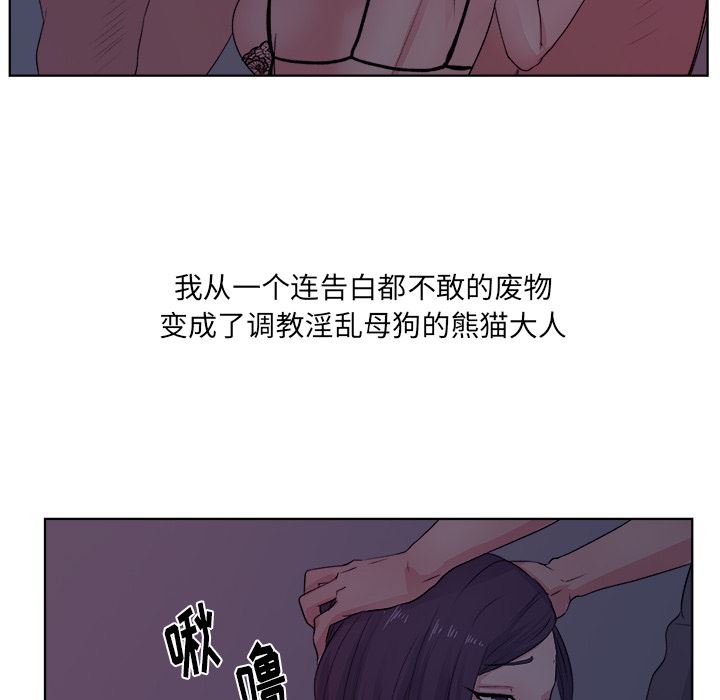 我从一个连告白都不敢的废物
变成了调教淫乱母狗的熊猫大人
啾
噜